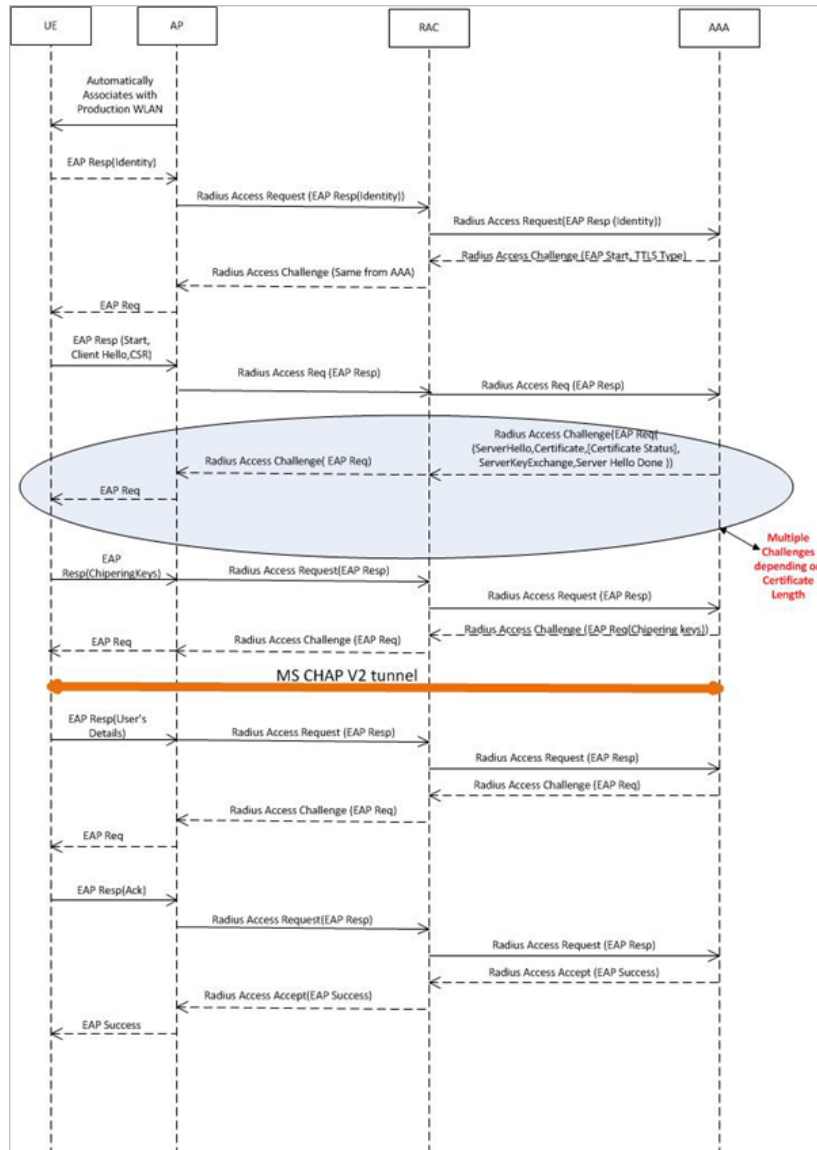 UE
AP
RAC
AAA
Automatically
Associates with
Production WLAN
EAP Resp(Identity)
Radius Access Request (EAP Resp(Identity))
Radius Access Request(EAP Resp (Identity))
Radius Access Challenge (EAP Start, TTLS Type)
Radius Access Challenge (Same from AAA)
EAP Req
EAP Resp (Start,
Client Hello,CSR)
Radius Access Req (EAP Resp)
Radius Access Req (EAP Resp)
Radius Access Challenge(EAP Req(
(ServerHello,Certificate,[Certificate Status],
ServerKeyExchange,Server Hello Done ))
Radius Access Challenge( EAP Req)
EAP Req
Multiple
Challenges
depending on
Certificate
Length
EAP
Resp(ChiperingKeys)
Radius Access Request(EAP Resp)
Radius Access Request (EAP Resp)
Radius Access Challenge (EAP Req(Chipering keys))
Radius Access Challenge (EAP Req)
EAP Req
MS CHAP V2 tunnel
EAP Resp(User's
Details)
Radius Access Request (EAP Resp)
Radius Access Request (EAP Resp)
Radius Access Challenge (EAP Req)
Radius Access Challenge (EAP Req)
EAP Req
EAP Resp(Ack)
Radius Access Request(EAP Resp)
Radius Access Request (EAP Resp)
Radius Access Accept (EAP Success)
Radius Access Accept(EAP Success)
EAP Success